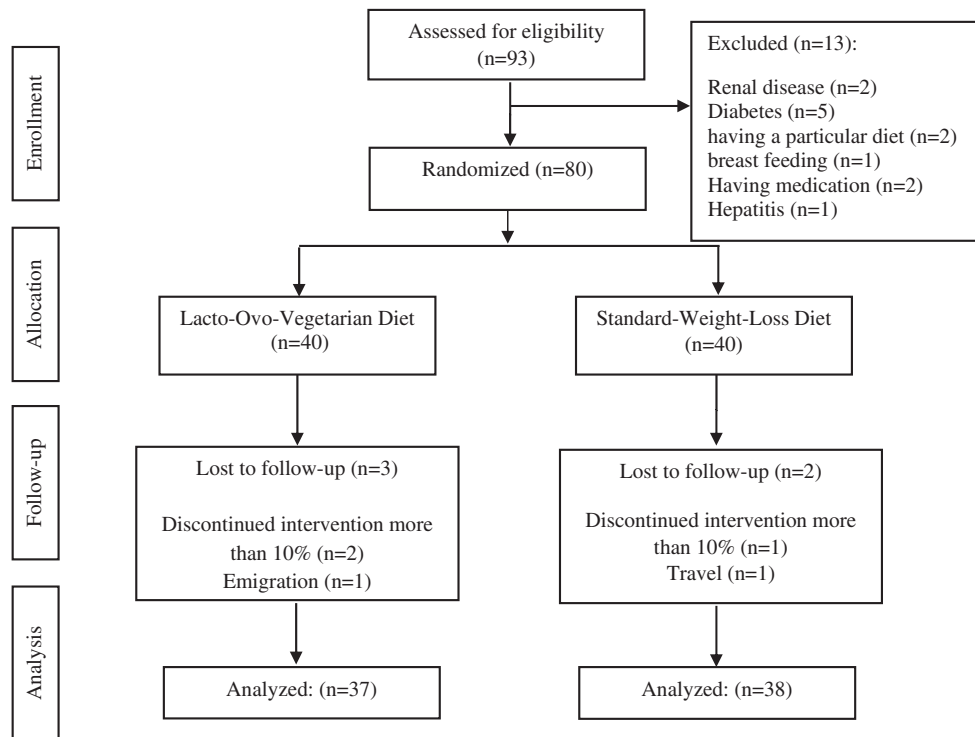 Enrollment
Assessed for eligibility
(n=93)
Excluded (n=13):
Renal disease (n=2)
Diabetes (n=5)
having a particular diet (n=2)
breast feeding (n=1)
Having medication (n=2)
Hepatitis (n=1)
Randomized (n=80)
Allocation
Lacto-Ovo-Vegetarian Diet
(n=40)
Standard-Weight-Loss Diet
(n=40)
Follow-up
Lost to follow-up (n=3)
Discontinued intervention more
than 10% (n=2)
Emigration (n=1)
Lost to follow-up (n=2)
Discontinued intervention more
than 10% (n=1)
Travel (n=1)
Analysis
Analyzed: (n=37)
Analyzed: (n=38)